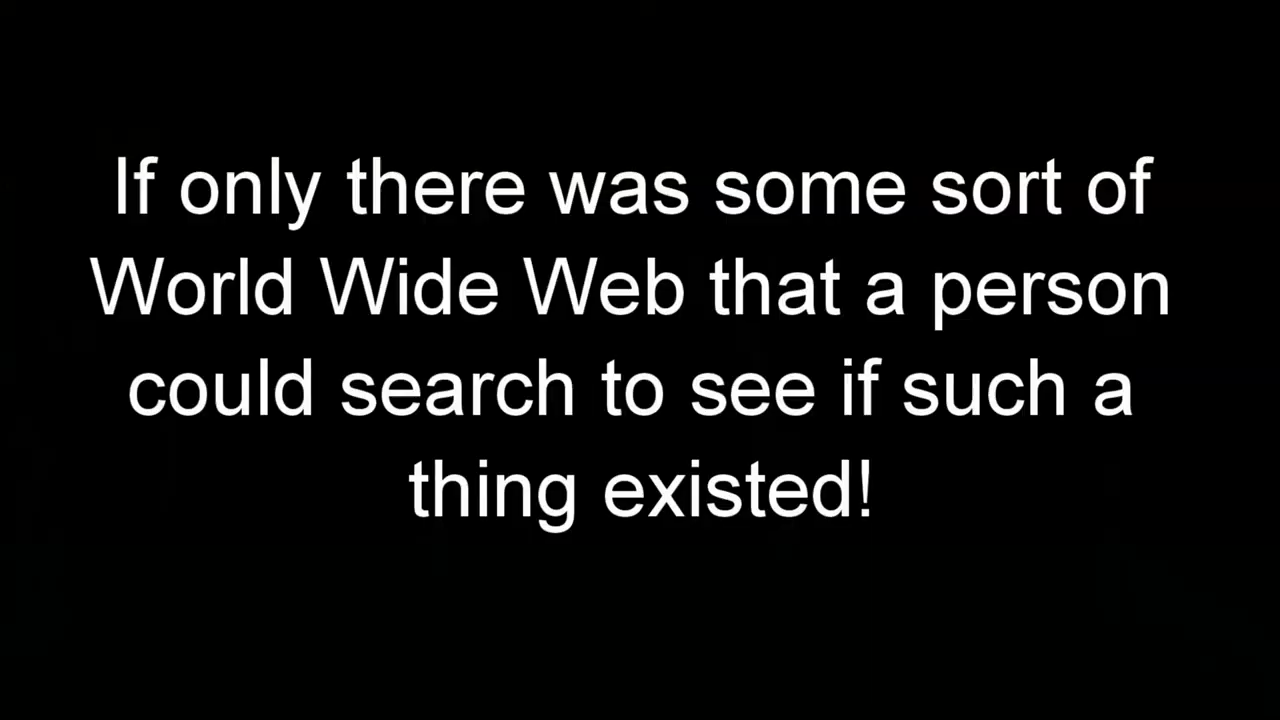 If only there was some sort of
World Wide Web that a person
could search to see if such a
thing existed!